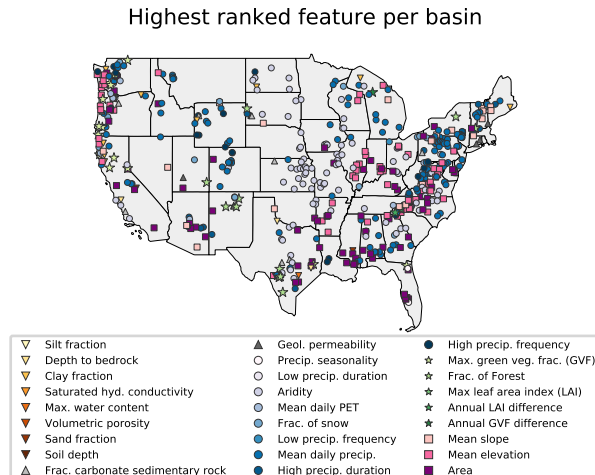 Highest ranked feature per basin
Silt fraction
Depth to bedrock
Clay fraction
Saturated hyd. conductivity
Max. water content
Volumetric porosity
Sand fraction
Soil depth
Frac. carbonate sedimentary rock
Geol. permeability
Precip. seasonality
Low precip. duration
Aridity
Mean daily PET
Frac. of snow
Low precip. frequency
Mean daily precip.
High precip. duration
High precip. frequency
Max. green veg. frac. (GVF)
Frac. of Forest
Max leaf area index (LAI)
Annual LAI difference
Annual GVF difference
Mean slope
Mean elevation
Area